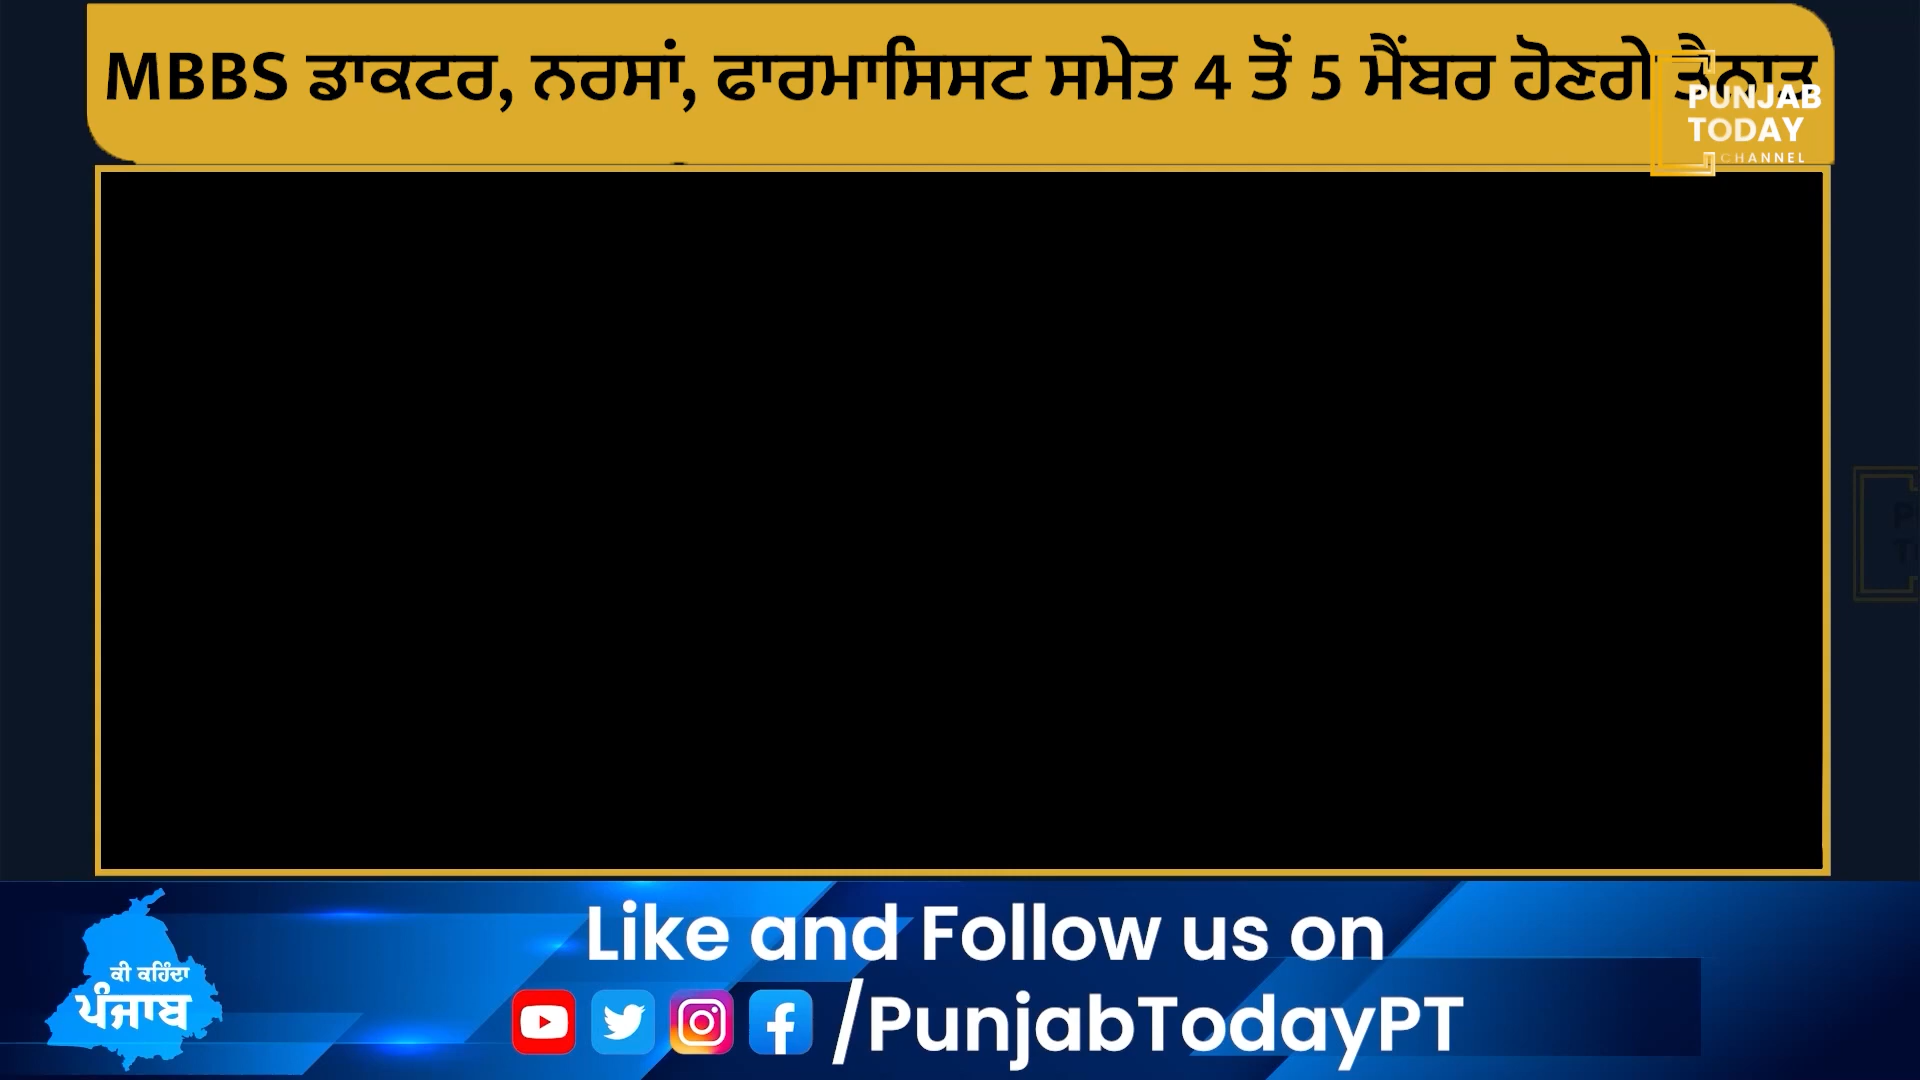 MBBS ਡਾਕਟਰ, ਨਰਸਾਂ, ਫਾਰਮਾਸਿਸਟ ਸਮੇਤ 4 ਤੋਂ 5 ਮੈਂਬਰ ਹੋਣਗੇ ਤੈਨਾਤ
PUNJAB
TODAY
CHANNEL
Like and Follow us on
/PunjabTodayPT
ਕੀ ਕਹਿੰਦਾ
ਪੰਜਾਬ